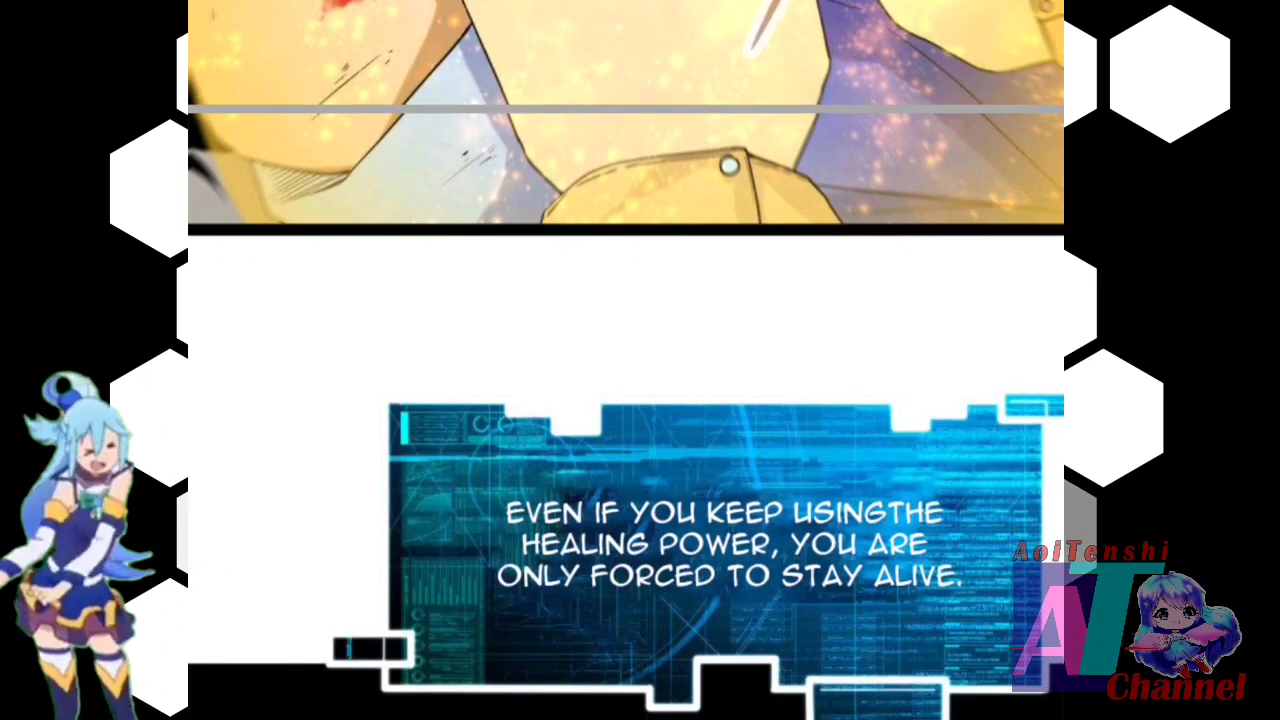 EVEN IF YOU KEEP USINGTHE
HEALING POWER, YOU ARE
ONLY FORCED TO STAY ALIVE.
AoiTenshi
AT
Channel